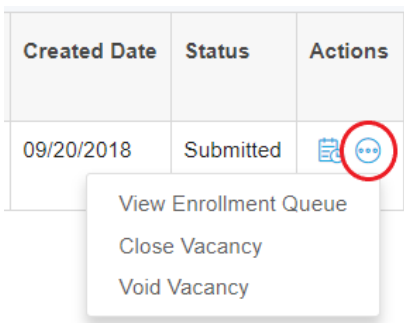 Created Date Status Actions
09/20/2018 Submitted
View Enrollment Queue
Close Vacancy
Void Vacancy